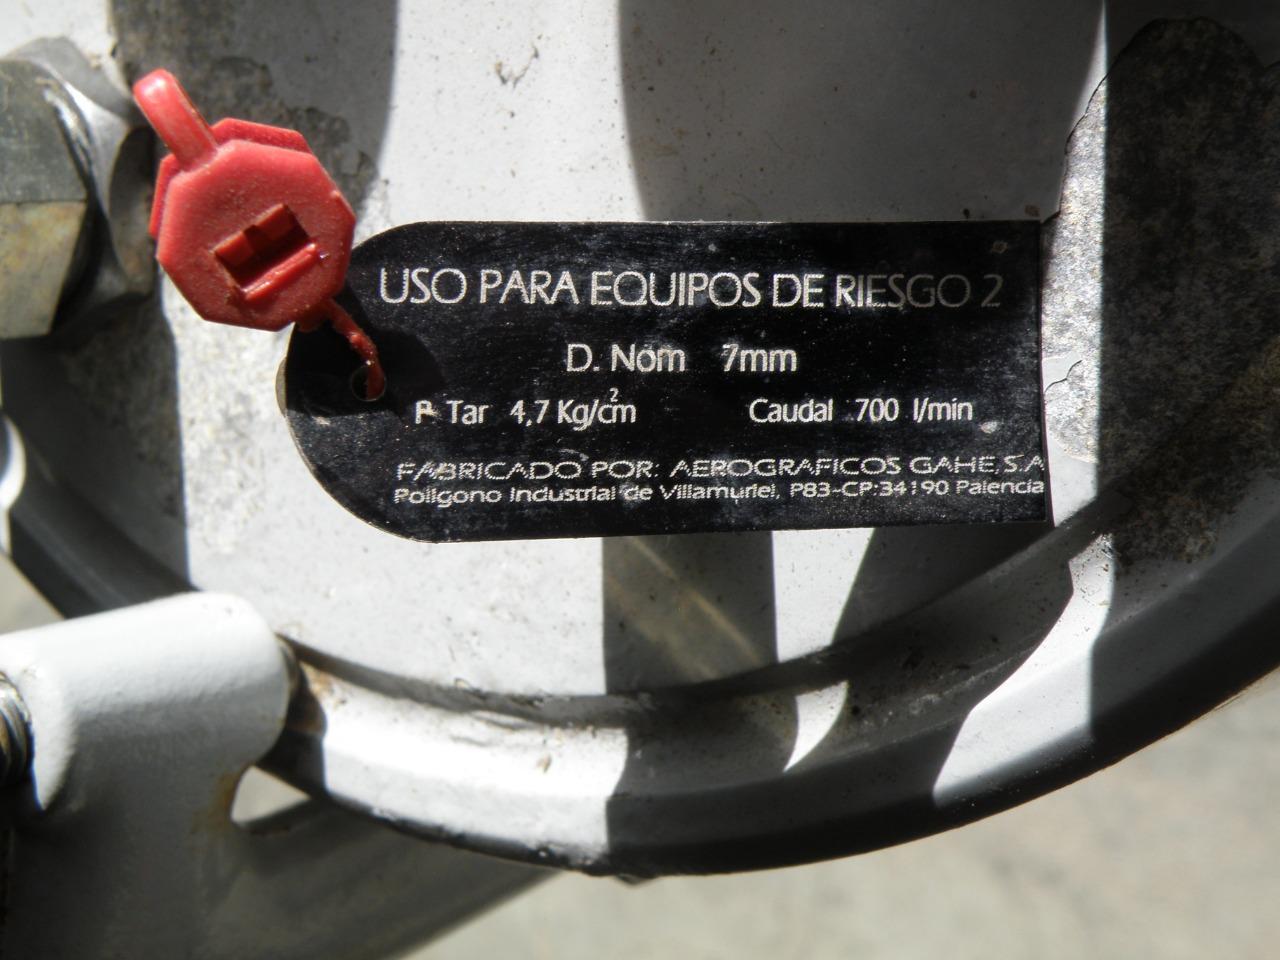 USO PARA EQUIPOS DE RIESGO 2
D. Nom 7mm
P Tar 4,7 Kg/cm² Caudal 700 l/min
FABRICADO POR: AEROGRAFICOS GAHE, S.A
Polígono Industrial de Villamuriel, P83-CP:34190 Palencia